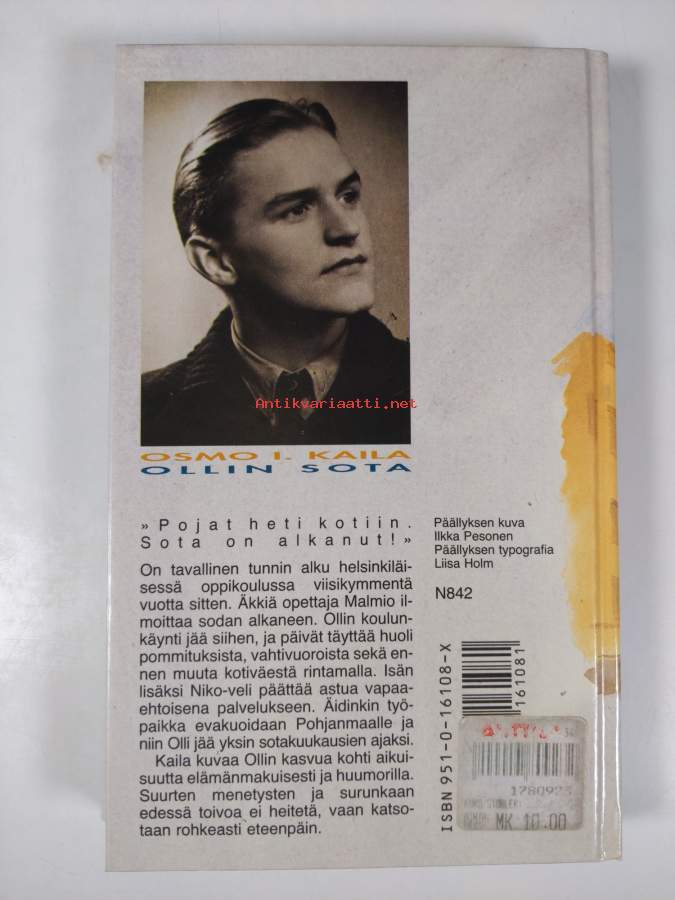 Antikvariaatti.net
OSMO I. KAILA
OLLIN SOTA
»Pojat heti kotiin.
Sota on alkanut!»
On tavallinen tunnin alku helsinkiläi-
sessä oppikoulussa viisikymmentä
vuotta sitten. Äkkiä opettaja Malmio il-
moittaa sodan alkaneen. Ollin koulun-
käynti jää siihen, ja päivät täyttää huoli
pommituksista, vahtivuoroista sekä en-
nen muuta kotiväestä rintamalla. Isän
lisäksi Niko-veli päättää astua vapaa-
ehtoisena palvelukseen. Äidinkin työ-
paikka evakuoidaan Pohjanmaalle ja
niin Olli jää yksin sotakuukausien ajaksi.
Kaila kuvaa Ollin kasvua kohti aikui-
suutta elämänmakuisesti ja huumorilla.
Suurten menetysten ja surunkaan
edessä toivoa ei heitetä, vaan katso-
taan rohkeasti eteenpäin.
Päällyksen kuva
Ilkka Pesonen
Päällyksen typografia
Liisa Holm
N842
ISBN 951-0-16108-X
161081
1780923
MK 10.00